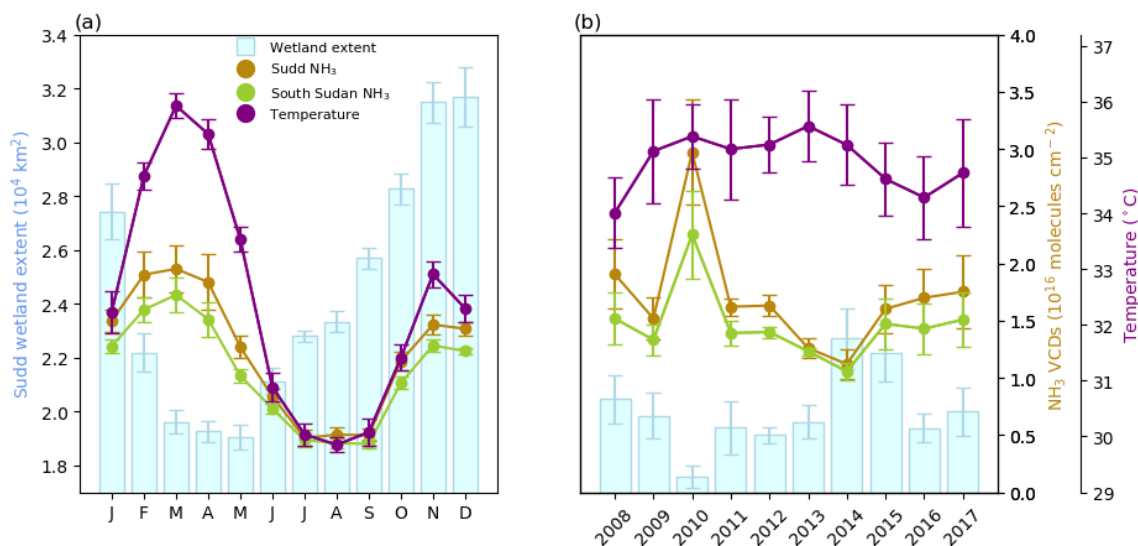 (a)
(b)
3.4
3.2
3.0
2.8
2.6
2.4
2.2
2.0
1.8
Sudd wetland extent (10⁴ km²)
Wetland extent
Sudd NH₃
South Sudan NH₃
Temperature
J F M A M J J A S O N D
4.0
3.5
3.0
2.5
2.0
1.5
1.0
0.5
0.0
NH₃ VCDs (10¹⁶ molecules cm⁻²)
37
36
35
34
33
32
31
30
29
Temperature (°C)
2008 2009 2010 2011 2012 2013 2014 2015 2016 2017